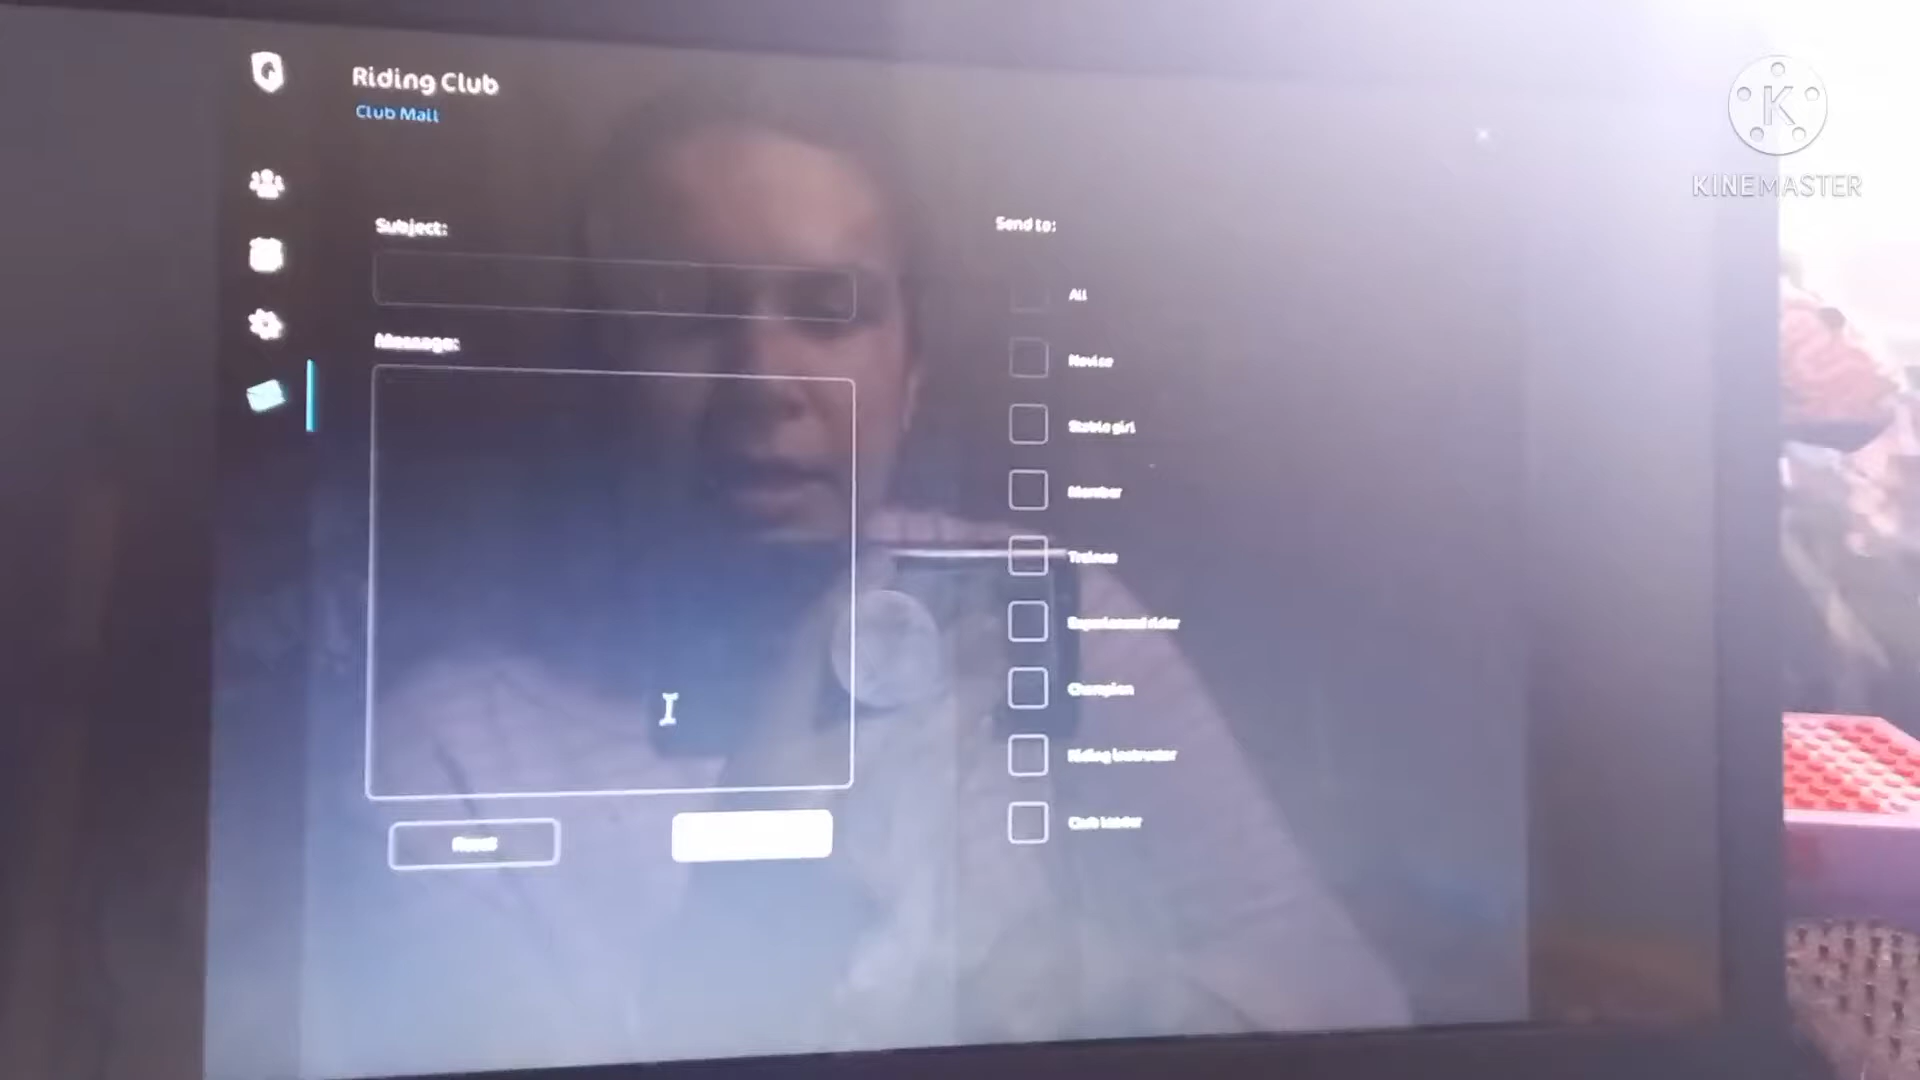 Riding Club
Club Mail
Subject:
Message:
Reset
Send to:
All
Novice
Stable girl
Member
Trainee
Experienced rider
Champion
Riding instructor
Club leader
KINEMASTER